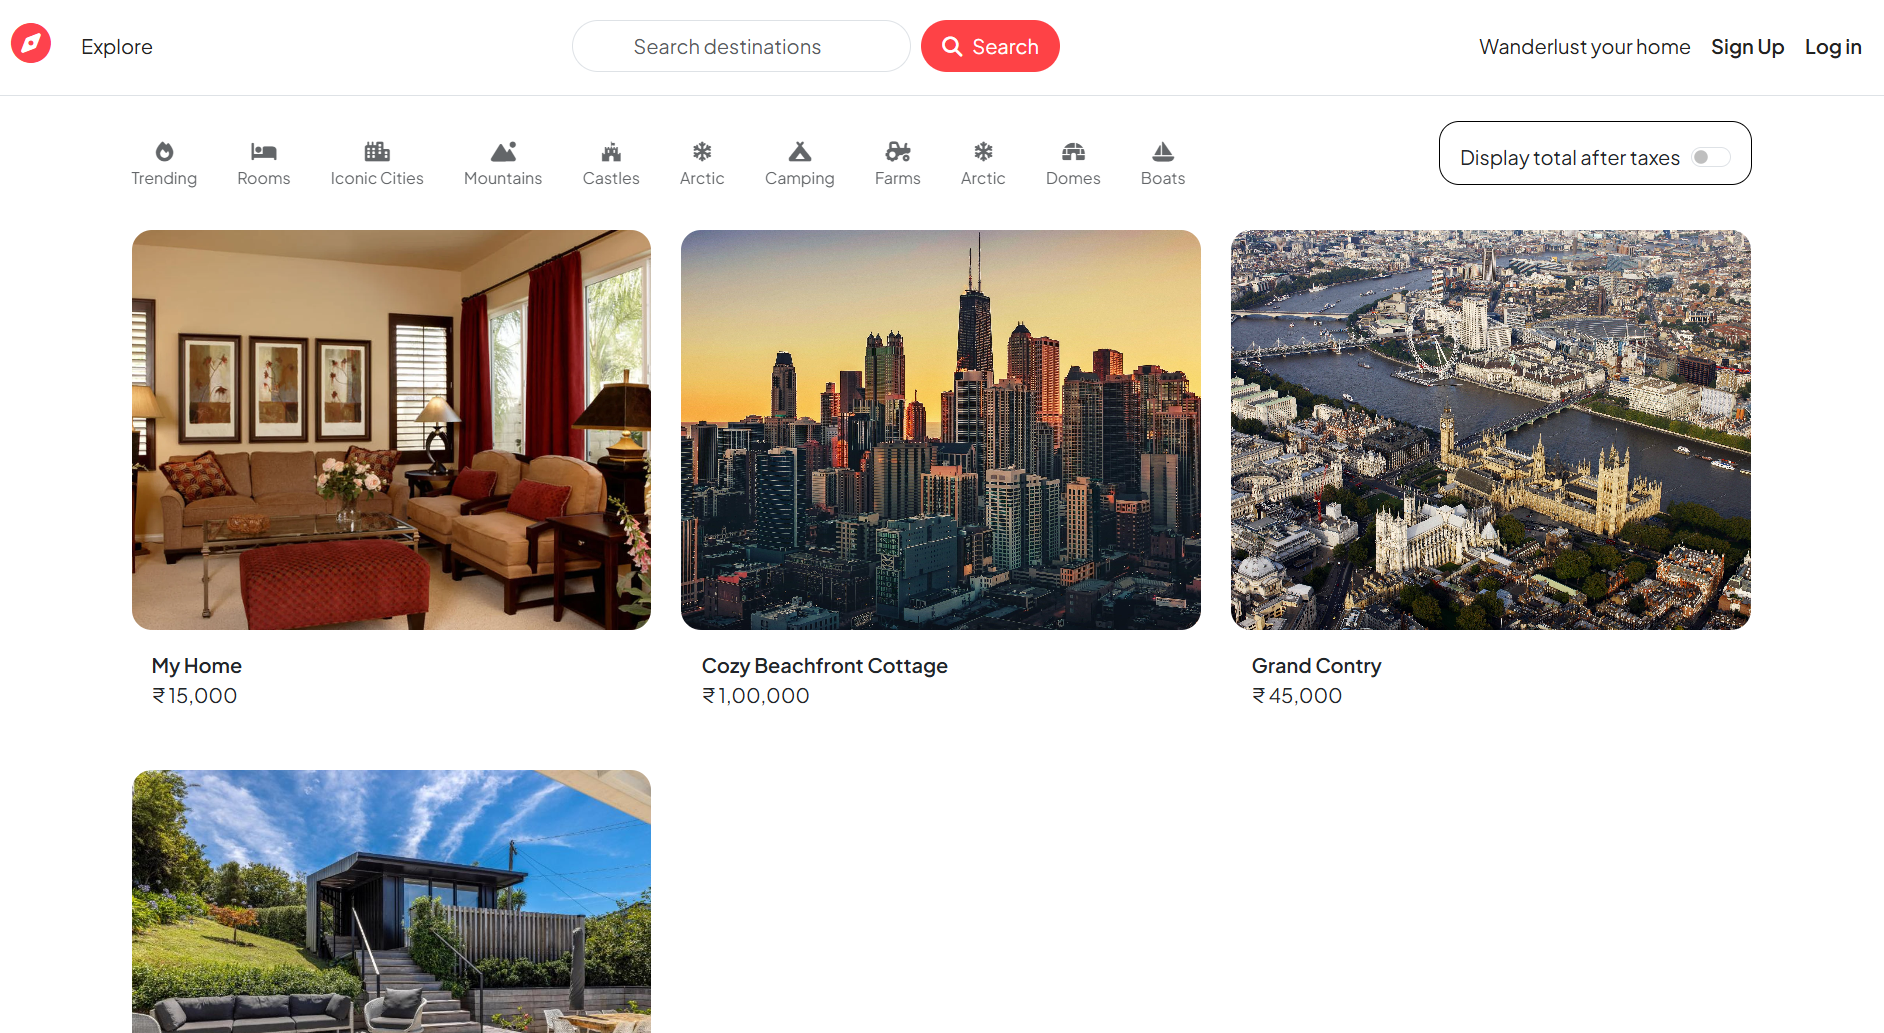 Explore
Search destinations
Search
Wanderlust your home
Sign Up
Log in
Trending
Rooms
Iconic Cities
Mountains
Castles
Arctic
Camping
Farms
Arctic
Domes
Boats
Display total after taxes
My Home
₹ 15,000
Cozy Beachfront Cottage
₹ 1,00,000
Grand Contry
₹ 45,000